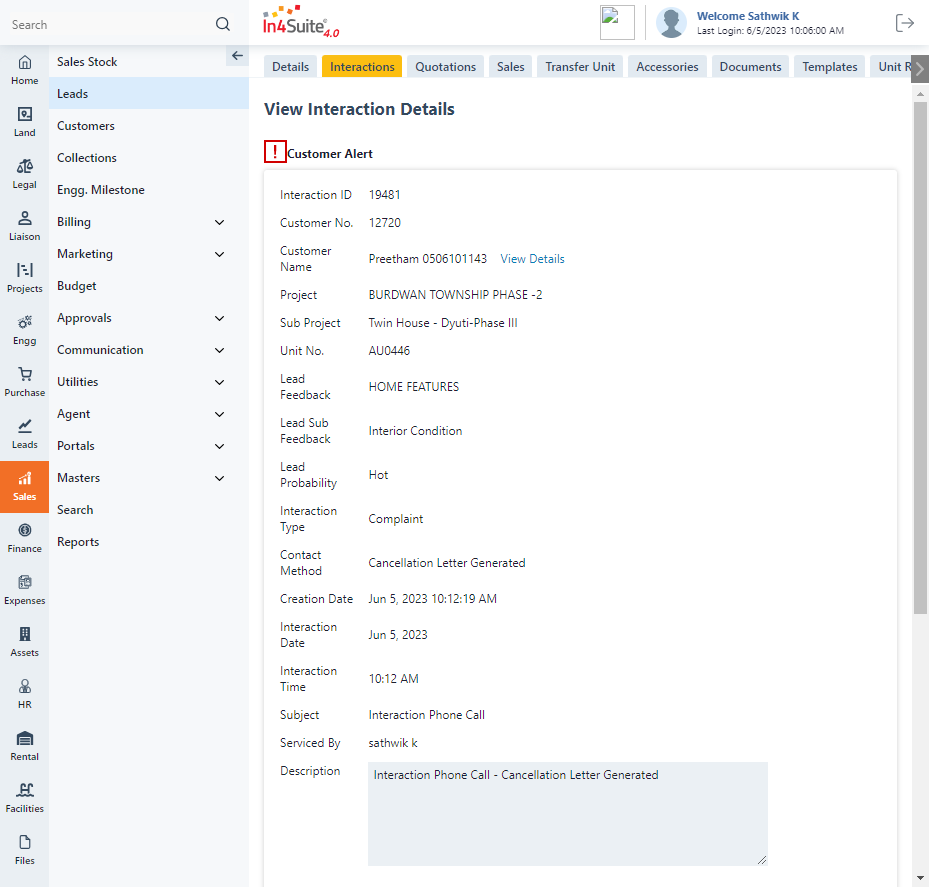 Search
In4Suite® 4.0
Welcome Sathwik K
Last Login: 6/5/2023 10:06:00 AM
Home
Land
Legal
Liaison
Projects
Engg
Purchase
Leads
Sales
Finance
Expenses
Assets
HR
Rental
Facilities
Files
Sales Stock
Leads
Customers
Collections
Engg. Milestone
Billing
Marketing
Budget
Approvals
Communication
Utilities
Agent
Portals
Masters
Search
Reports
Details Interactions Quotations Sales Transfer Unit Accessories Documents Templates Unit R
View Interaction Details
! Customer Alert
Interaction ID 19481
Customer No. 12720
Customer
Name Preetham 0506101143 View Details
Project BURDWAN TOWNSHIP PHASE -2
Sub Project Twin House - Dyuti-Phase III
Unit No. AU0446
Lead
Feedback HOME FEATURES
Lead Sub
Feedback Interior Condition
Lead
Probability Hot
Interaction
Type Complaint
Contact
Method Cancellation Letter Generated
Creation Date Jun 5, 2023 10:12:19 AM
Interaction
Date Jun 5, 2023
Interaction
Time 10:12 AM
Subject Interaction Phone Call
Serviced By sathwik k
Description Interaction Phone Call - Cancellation Letter Generated